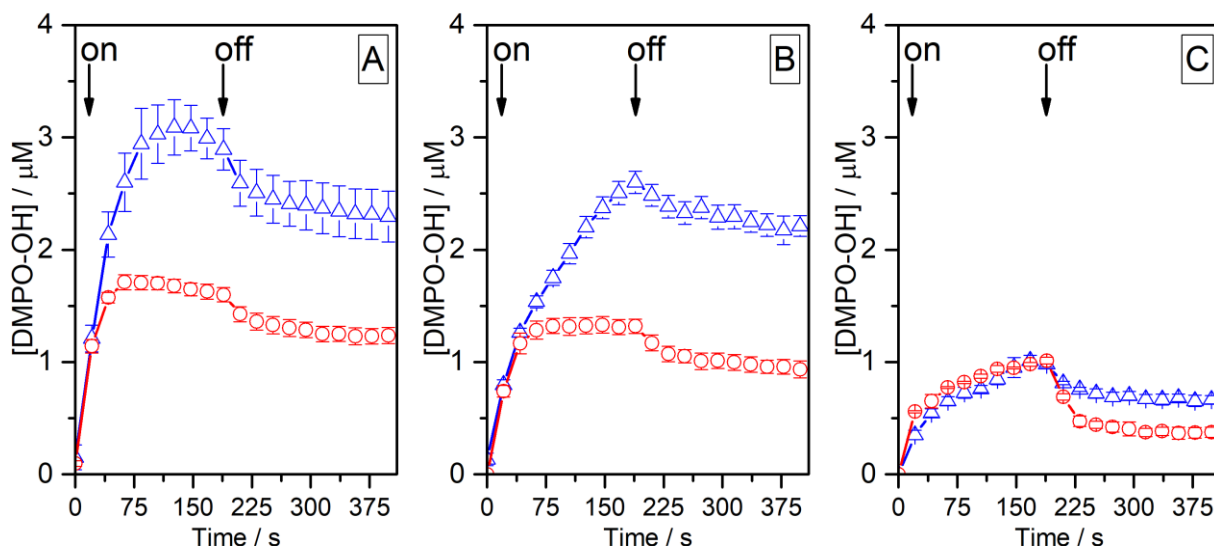 4
3
2
1
0
[DMPO-OH] / μM
on
off
A
0 75 150 225 300 375
Time / s
4
3
2
1
0
[DMPO-OH] / μM
on
off
B
0 75 150 225 300 375
Time / s
4
3
2
1
0
[DMPO-OH] / μM
on
off
C
0 75 150 225 300 375
Time / s